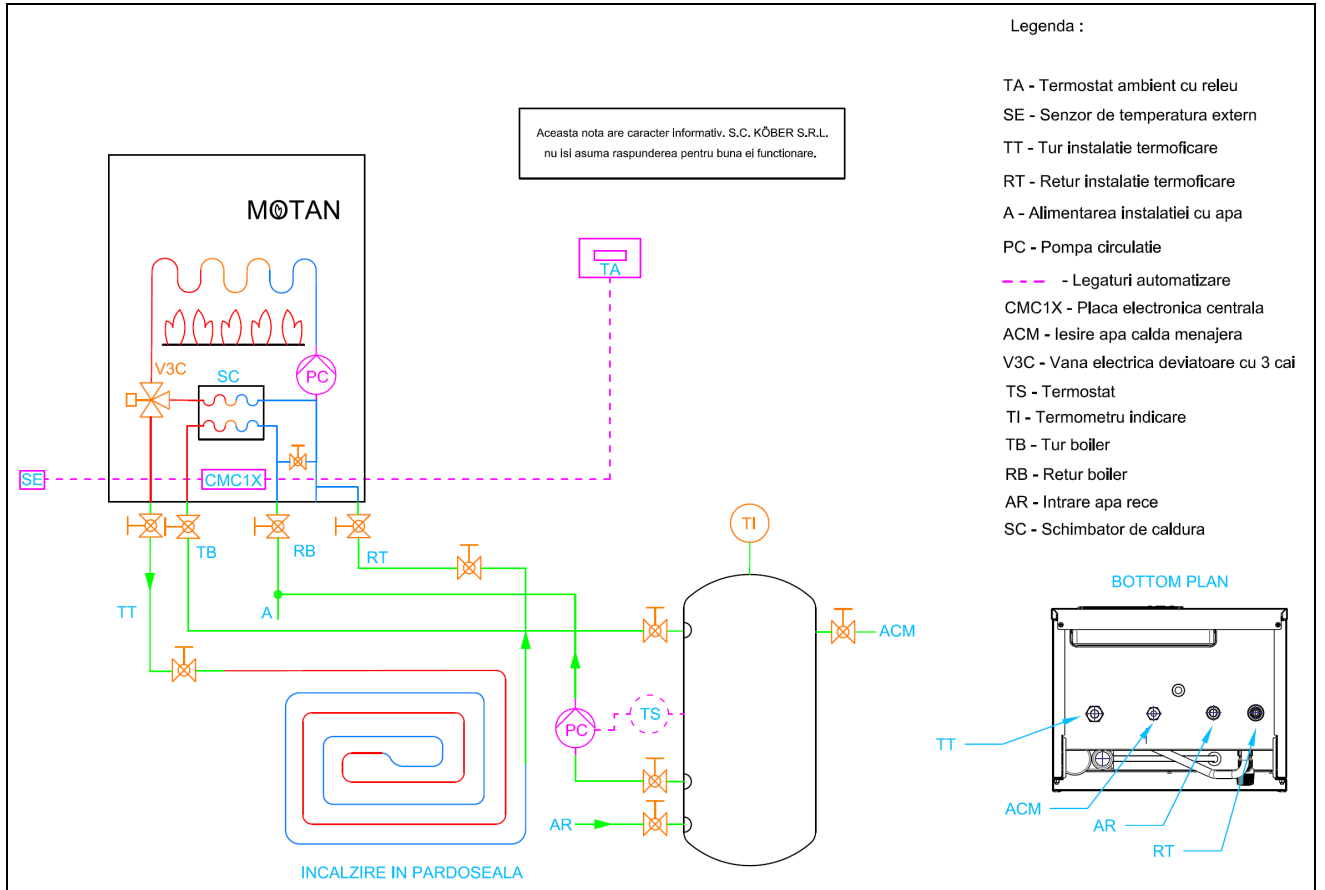 Legenda :
TA - Termostat ambient cu releu
SE - Senzor de temperatura extern
TT - Tur instalatie termoficare
RT - Retur instalatie termoficare
A - Alimentarea instalatiei cu apa
PC - Pompa circulatie
- Legaturi automatizare
CMC1X - Placa electronica centrala
ACM - Iesire apa calda menajera
V3C - Vana electrica deviatoare cu 3 cai
TS - Termostat
TI - Termometru indicare
TB - Tur boiler
RB - Retur boiler
AR - Intrare apa rece
SC - Schimbator de caldura
Aceasta nota are caracter informativ. S.C. KÖBER S.R.L.
nu isi asuma raspunderea pentru buna ei functionare.
MOTAN
TA
V3C
SC
PC
SE
CMC1X
TB
RB
RT
TI
TT
A
ACM
TS
PC
AR
INCALZIRE IN PARDOSEALA
BOTTOM PLAN
TT
ACM
AR
RT